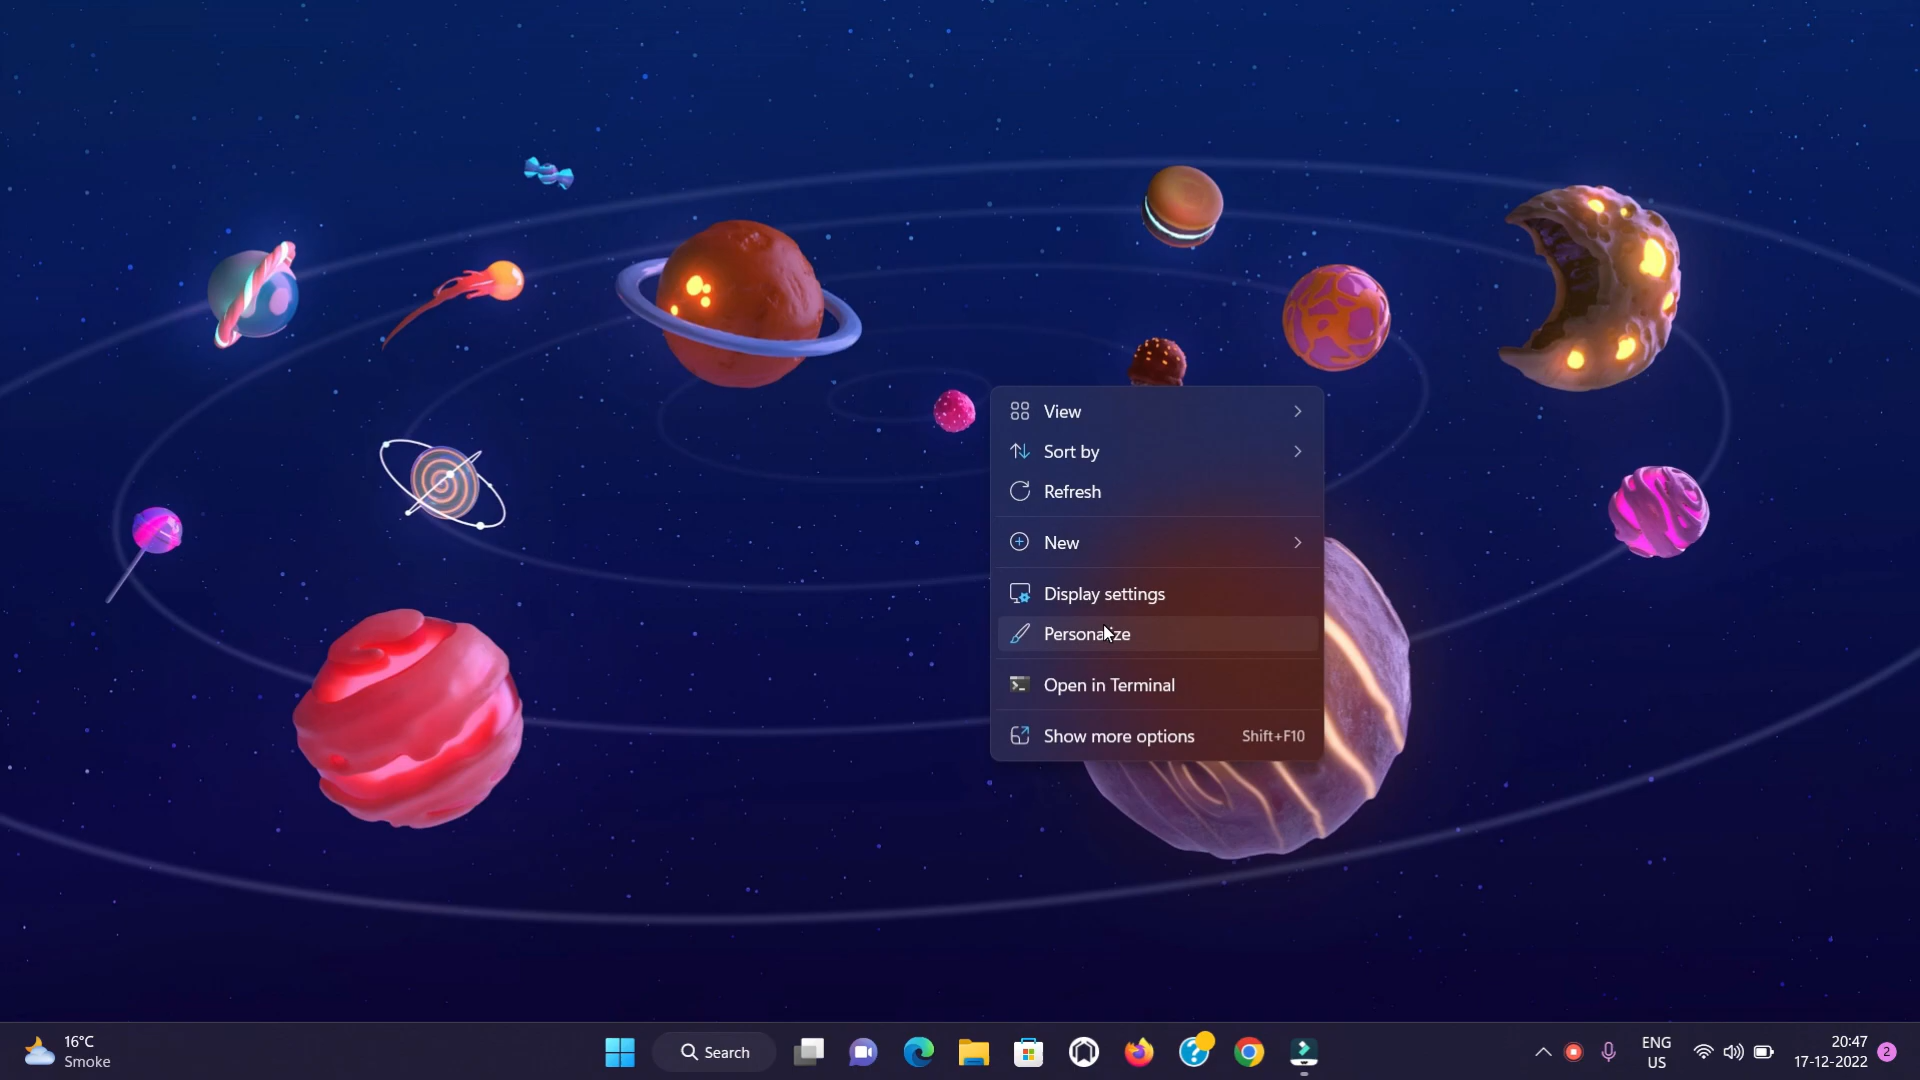 View
Sort by
Refresh
New
Display settings
Personalize
Open in Terminal
Show more options Shift+F10
16°C
Smoke
Search
ENG
US
20:47
17-12-2022
2